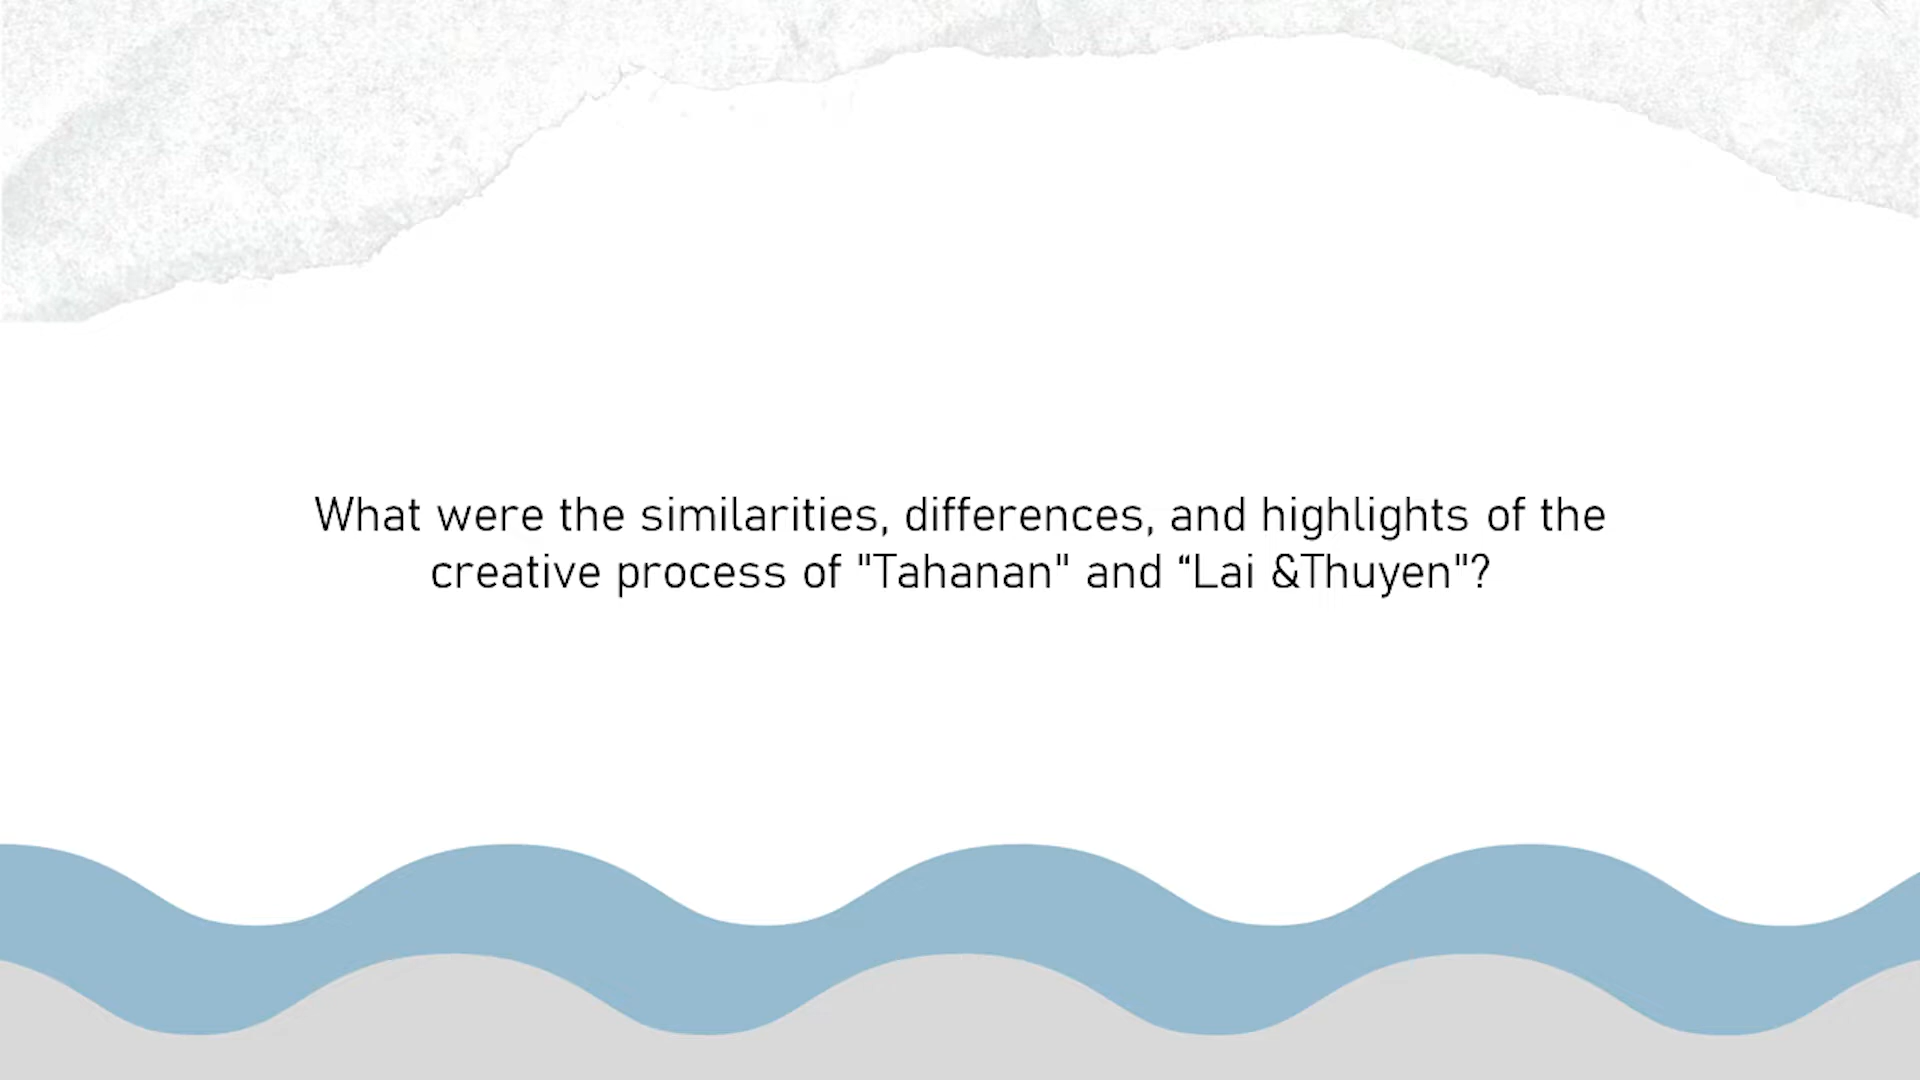 What were the similarities, differences, and highlights of the
creative process of "Tahanan" and “Lai &Thuyen"?